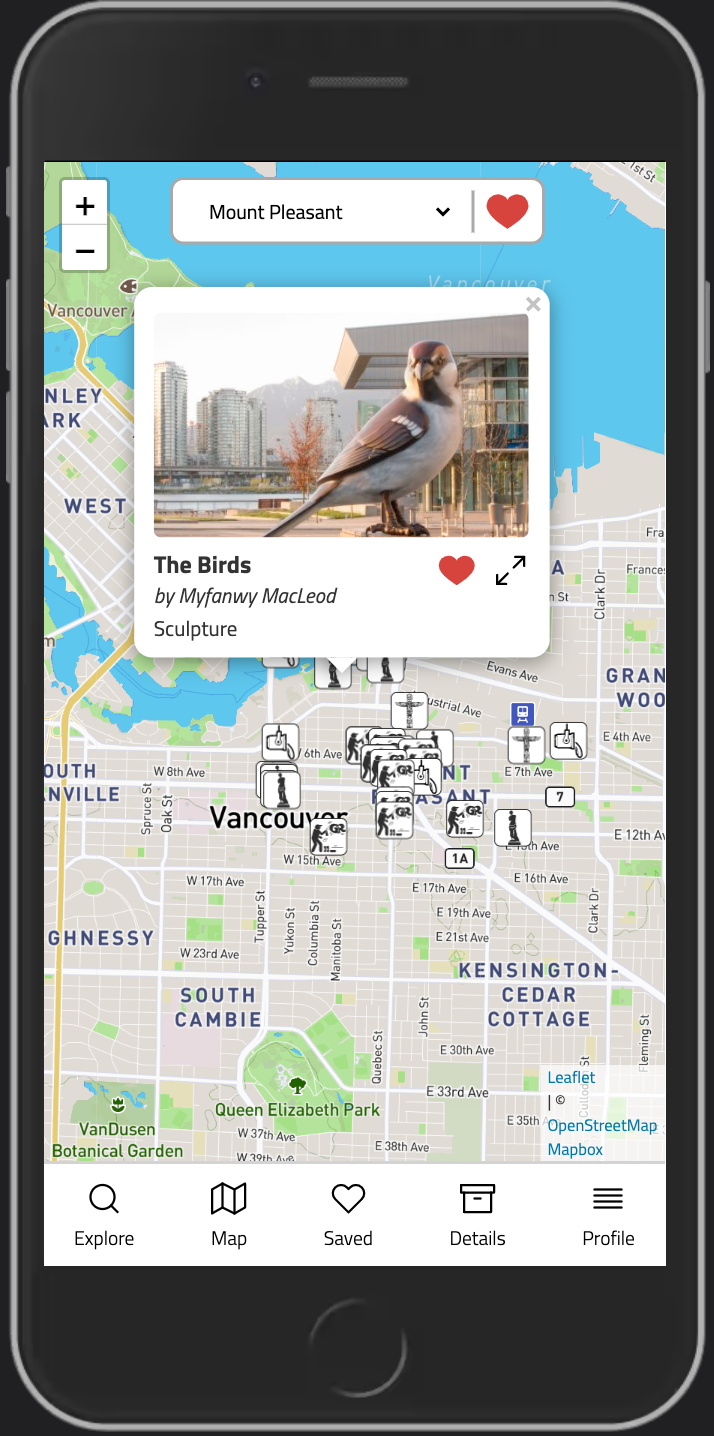 E 1st St
+
Mount Pleasant
−
Vancouver
Vancouver A
×
NLEY
ARK
WEST
The Birds
by Myfanwy MacLeod
Sculpture
Fra
A
Frances
n St
Clark Dr
m
Evans Ave
GRAN
WOO
ustrial Ave
E 4th Ave
6th Ave
OUTH
NVILLE
W 8th Ave
NT
E 7th Ave
EASANT
7
Spruce St
Oak St
Vancouver
E 12th Av
W 15th Ave
1A
W 17th Ave
E 17th Ave
E 16th Ave
Clark Dr
Tupper St
Yukon St
Columbia St
Manitoba St
E 19th Ave
GHNESSY
E 21st Ave
W 23rd Ave
KENSINGTON-
CEDAR
COTTAGE
SOUTH
CAMBIE
John St
Quebec St
Fleming St
E 30th Ave
Leaflet
| ©
OpenStreetMap
Mapbox
E 33rd Ave
Queen Elizabeth Park
E 35th A
VanDusen
Botanical Garden
W 37th Ave
E 38th Ave
W 39th Ave
Explore
Map
Saved
Details
Profile